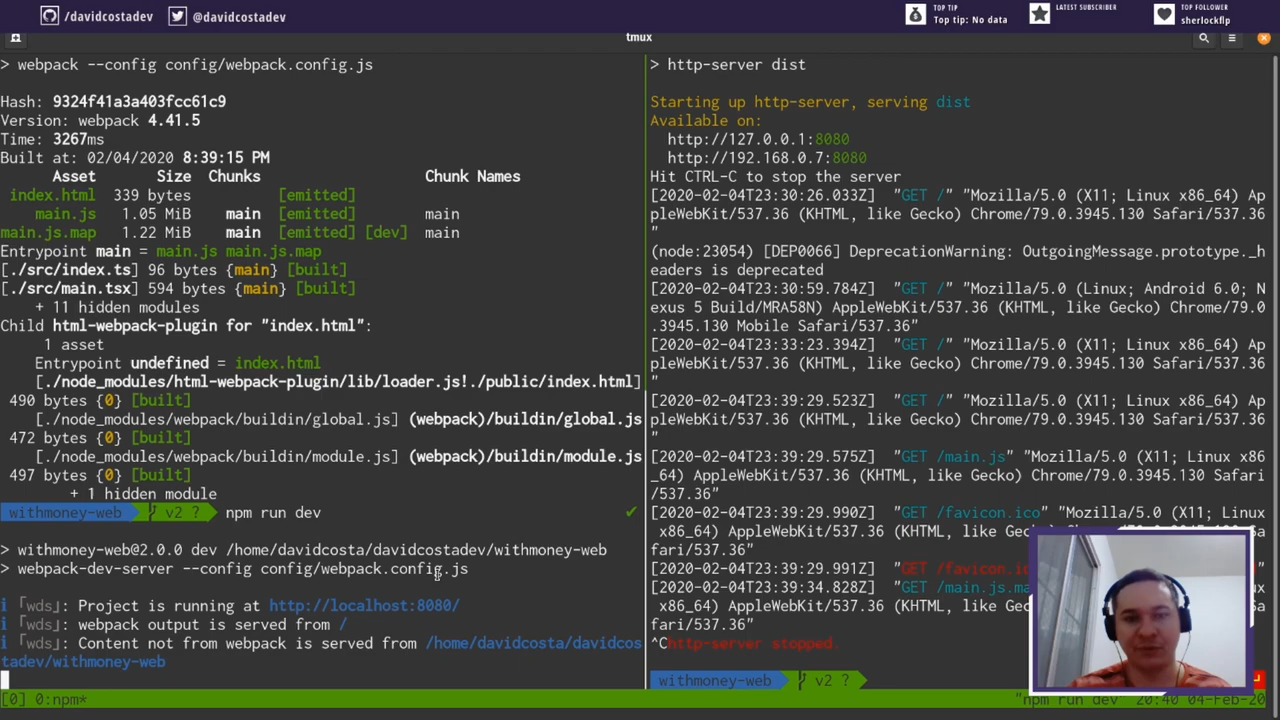 /davidcostadev
@davidcostadev
TOP TIP
Top tip: No data
LATEST SUBSCRIBER
TOP FOLLOWER
sherlockflp
tmux
> webpack --config config/webpack.config.js
Hash: 9324f41a3a403fcc61c9
Version: webpack 4.41.5
Time: 3267ms
Built at: 02/04/2020 8:39:15 PM
Asset Size Chunks Chunk Names
index.html 339 bytes [emitted]
main.js 1.05 MiB main [emitted] main
main.js.map 1.22 MiB main [emitted] [dev] main
Entrypoint main = main.js main.js.map
[./src/index.ts] 96 bytes {main} [built]
[./src/main.tsx] 594 bytes {main} [built]
+ 11 hidden modules
Child html-webpack-plugin for "index.html":
1 asset
Entrypoint undefined = index.html
[./node_modules/html-webpack-plugin/lib/loader.js!./public/index.html]
490 bytes {0} [built]
[./node_modules/webpack/buildin/global.js] (webpack)/buildin/global.js
472 bytes {0} [built]
[./node_modules/webpack/buildin/module.js] (webpack)/buildin/module.js
497 bytes {0} [built]
+ 1 hidden module
withmoney-web v2 ? npm run dev ✔
> withmoney-web@2.0.0 dev /home/davidcosta/davidcostadev/withmoney-web
> webpack-dev-server --config config/webpack.config.js
ℹ 「wds」: Project is running at http://localhost:8080/
ℹ 「wds」: webpack output is served from /
ℹ 「wds」: Content not from webpack is served from /home/davidcosta/davidcos
tadev/withmoney-web
> http-server dist
Starting up http-server, serving dist
Available on:
http://127.0.0.1:8080
http://192.168.0.7:8080
Hit CTRL-C to stop the server
[2020-02-04T23:30:26.033Z] "GET /" "Mozilla/5.0 (X11; Linux x86_64) Ap
pleWebKit/537.36 (KHTML, like Gecko) Chrome/79.0.3945.130 Safari/537.36
"
(node:23054) [DEP0066] DeprecationWarning: OutgoingMessage.prototype._h
eaders is deprecated
[2020-02-04T23:30:59.784Z] "GET /" "Mozilla/5.0 (Linux; Android 6.0; N
exus 5 Build/MRA58N) AppleWebKit/537.36 (KHTML, like Gecko) Chrome/79.0
.3945.130 Mobile Safari/537.36"
[2020-02-04T23:33:23.394Z] "GET /" "Mozilla/5.0 (X11; Linux x86_64) Ap
pleWebKit/537.36 (KHTML, like Gecko) Chrome/79.0.3945.130 Safari/537.36
"
[2020-02-04T23:39:29.523Z] "GET /" "Mozilla/5.0 (X11; Linux x86_64) Ap
pleWebKit/537.36 (KHTML, like Gecko) Chrome/79.0.3945.130 Safari/537.36
"
[2020-02-04T23:39:29.575Z] "GET /main.js" "Mozilla/5.0 (X11; Linux x86
_64) AppleWebKit/537.36 (KHTML, like Gecko) Chrome/79.0.3945.130 Safari
/537.36"
[2020-02-04T23:39:29.990Z] "GET /favicon.ico" "Mozilla/5.0 (X11; Linux
x86_64) AppleWebKit/537.36 (KHTML, like Gecko)
fari/537.36"
[2020-02-04T23:39:29.991Z] "GET /favicon.i
[2020-02-04T23:39:34.828Z] "GET /main.js.m
x86_64) AppleWebKit/537.36 (KHTML, like Ge
fari/537.36"
^Chttp-server stopped.
withmoney-web v2 ?
[0] 0:npm* "npm run dev" 20:40 04-Feb-20